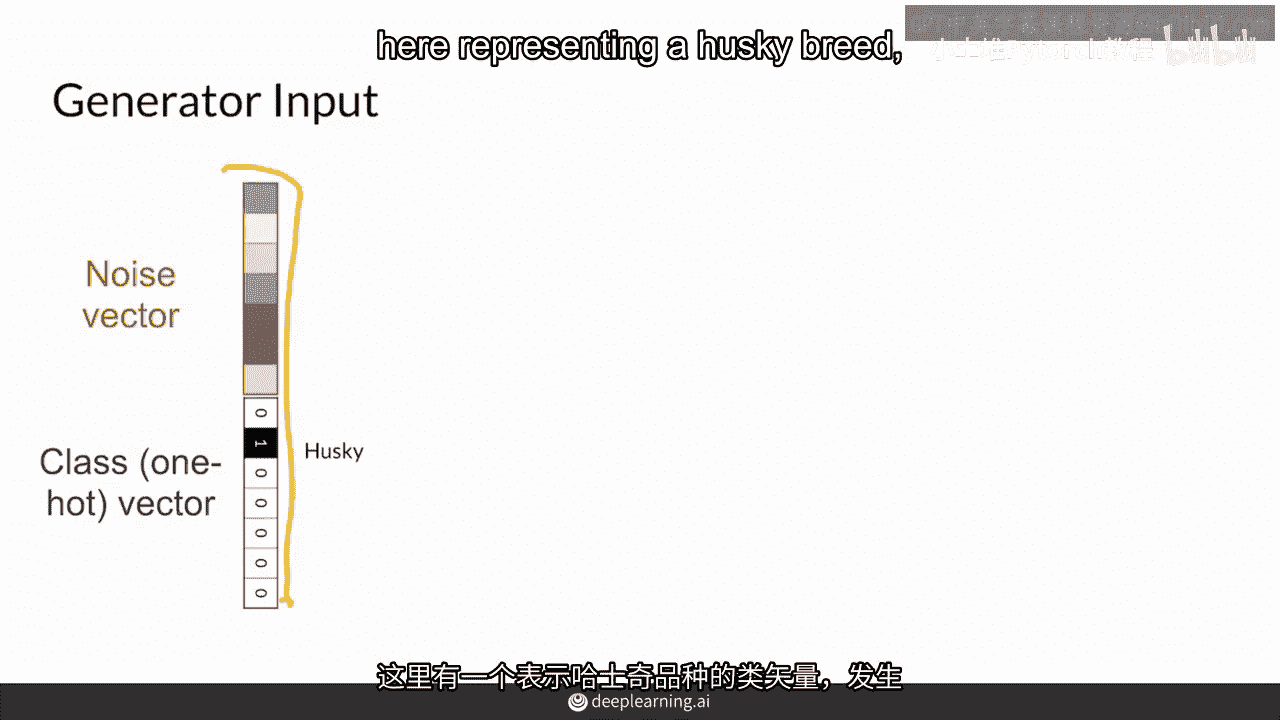 here representing a husky breed,
Generator Input
Noise
vector
0
1
0
0
0
0
0
Husky
Class (one-
hot) vector
这里有一个表示哈士奇品种的类矢量，发生
deeplearning.ai